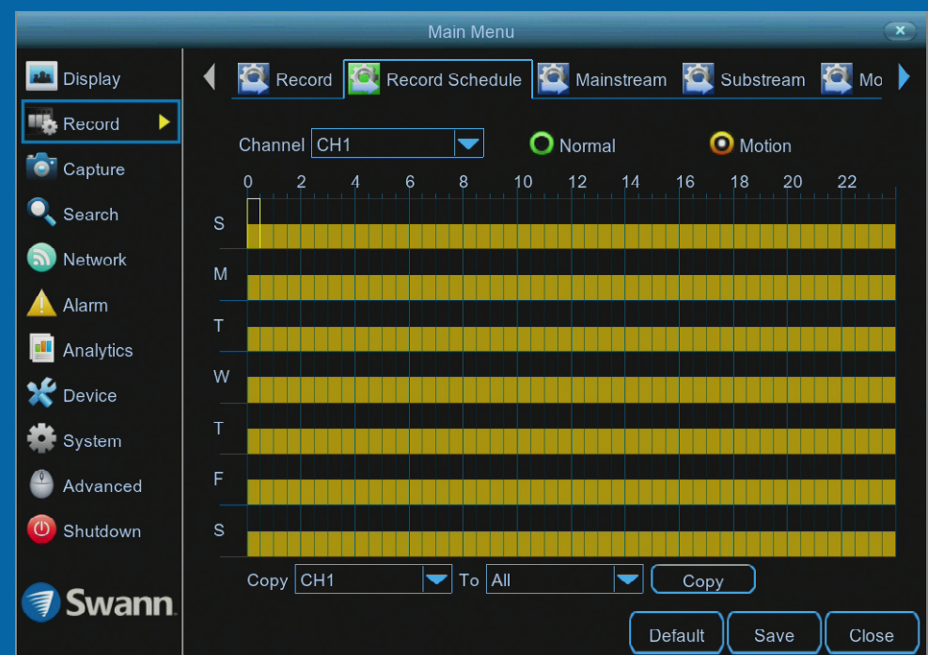 Main Menu
Display
Record
Capture
Search
Network
Alarm
Analytics
Device
System
Advanced
Shutdown
Swann
Record
Record Schedule
Mainstream
Substream
Mo
Channel CH1
Normal
Motion
0 2 4 6 8 10 12 14 16 18 20 22
S
M
T
W
T
F
S
Copy CH1 To All Copy
Default Save Close